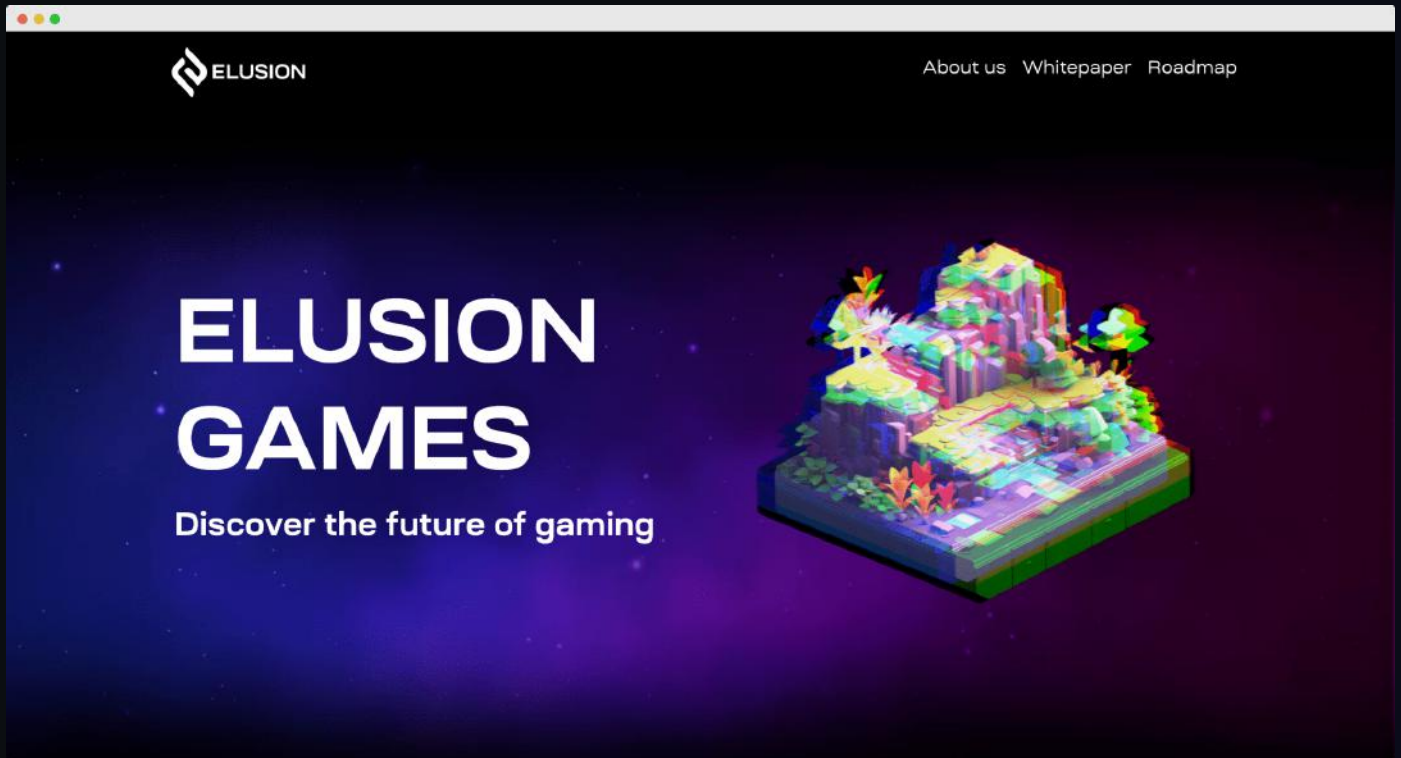 ELUSION
About us Whitepaper Roadmap
ELUSION
GAMES
Discover the future of gaming